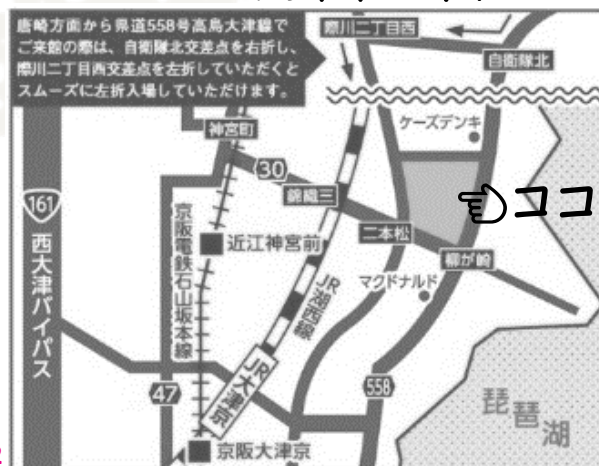 唐崎方面から県道558号高島大津線で
ご来館の際は、自衛隊北交差点を右折し、
際川二丁目西交差点を左折していただくと
スムーズに左折入場していただけます。
際川二丁目西
自衛隊北
ケーズデンキ
神宮町
30
錦織三
ココ
161
西大津バイパス
京阪電鉄石山坂本線
近江神宮前
二本松
柳が崎
マクドナルド
JR湖西線
JR大津京
47
558
琵琶湖
京阪大津京